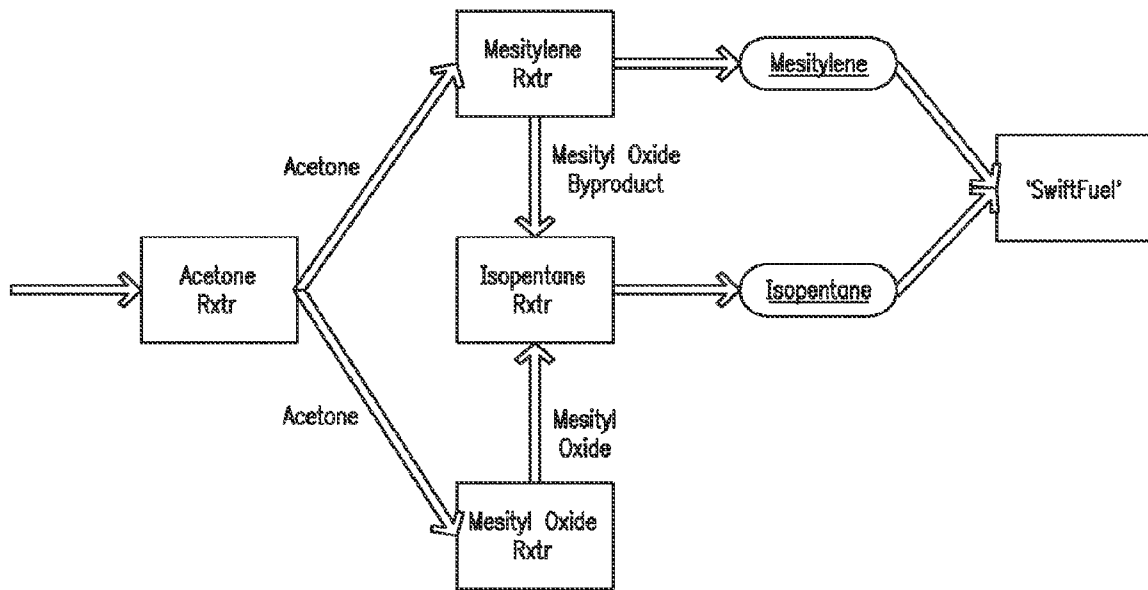 Mesitylene
Rxtr
Mesitylene
Acetone
Mesityl Oxide
Byproduct
'SwiftFuel'
Acetone
Rxtr
Isopentane
Rxtr
Isopentane
Acetone
Mesityl
Oxide
Mesityl Oxide
Rxtr